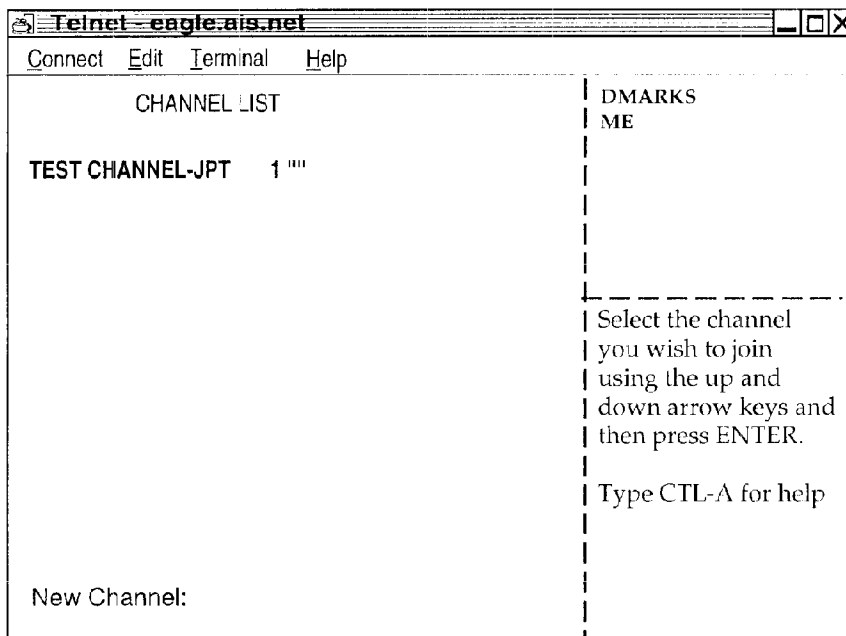 Telnet - eagle.ais.net
Connect Edit Terminal Help
CHANNEL LIST
TEST CHANNEL-JPT 1 """
New Channel:
DMARKS
ME
Select the channel
you wish to join
using the up and
down arrow keys and
then press ENTER.
Type CTL-A for help